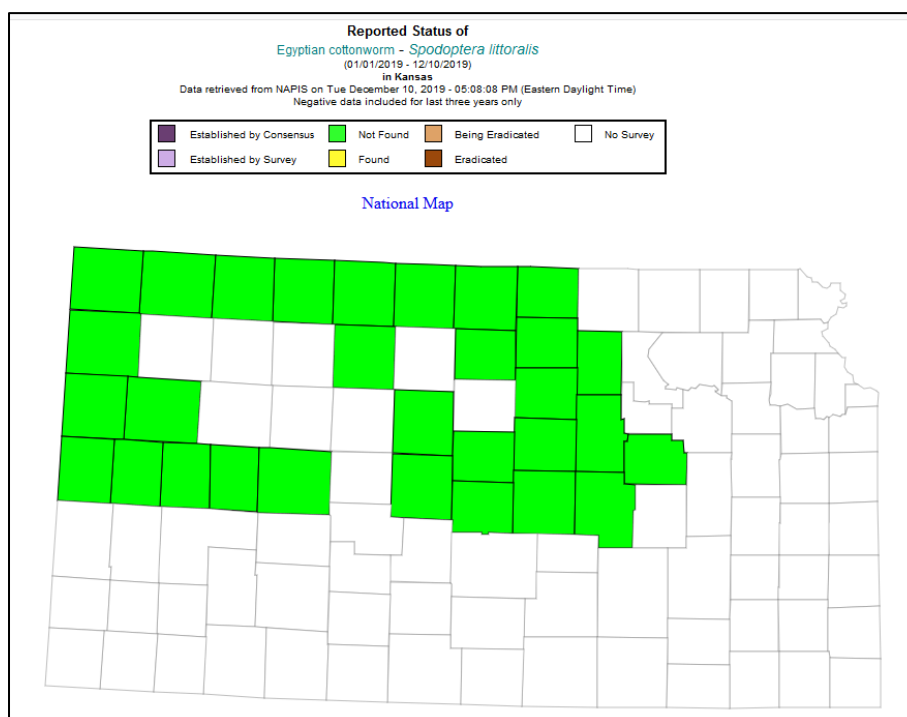 Reported Status of
Egyptian cottonworm - Spodoptera littoralis
(01/01/2019 - 12/10/2019)
in Kansas
Data retrieved from NAPIS on Tue December 10, 2019 - 05:08:08 PM (Eastern Daylight Time)
Negative data included for last three years only
Established by Consensus Not Found Being Eradicated No Survey
Established by Survey Found Eradicated
National Map